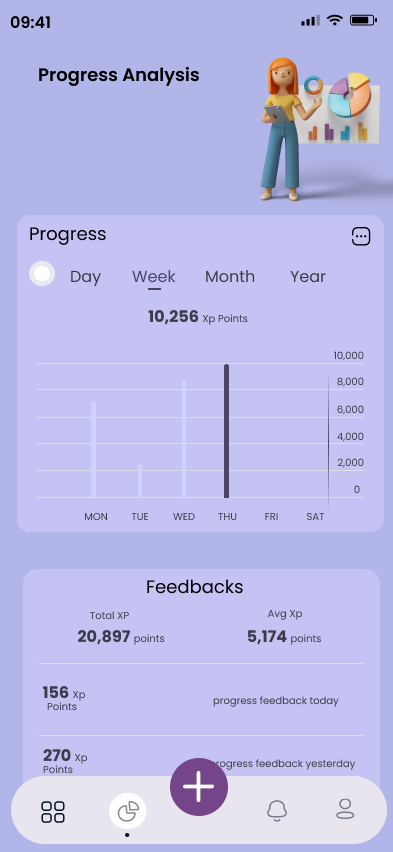 09:41
Progress Analysis
Progress
Day Week Month Year
10,256 Xp Points
10,000
8,000
6,000
4,000
2,000
0
MON TUE WED THU FRI SAT
Feedbacks
Total XP Avg Xp
20,897 points 5,174 points
156 Xp
Points
progress feedback today
270 Xp
Points
feedback yesterday